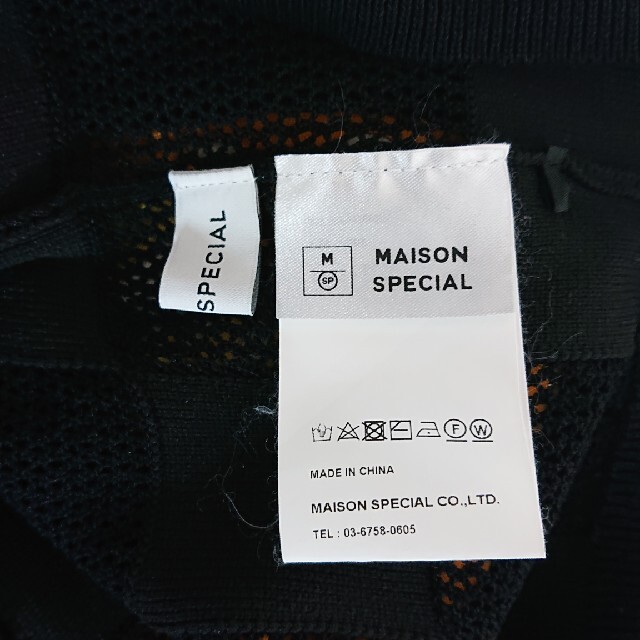 SPECIAL
M
SP
MAISON
SPECIAL
F W
MADE IN CHINA
MAISON SPECIAL CO.,LTD.
TEL : 03-6758-0605